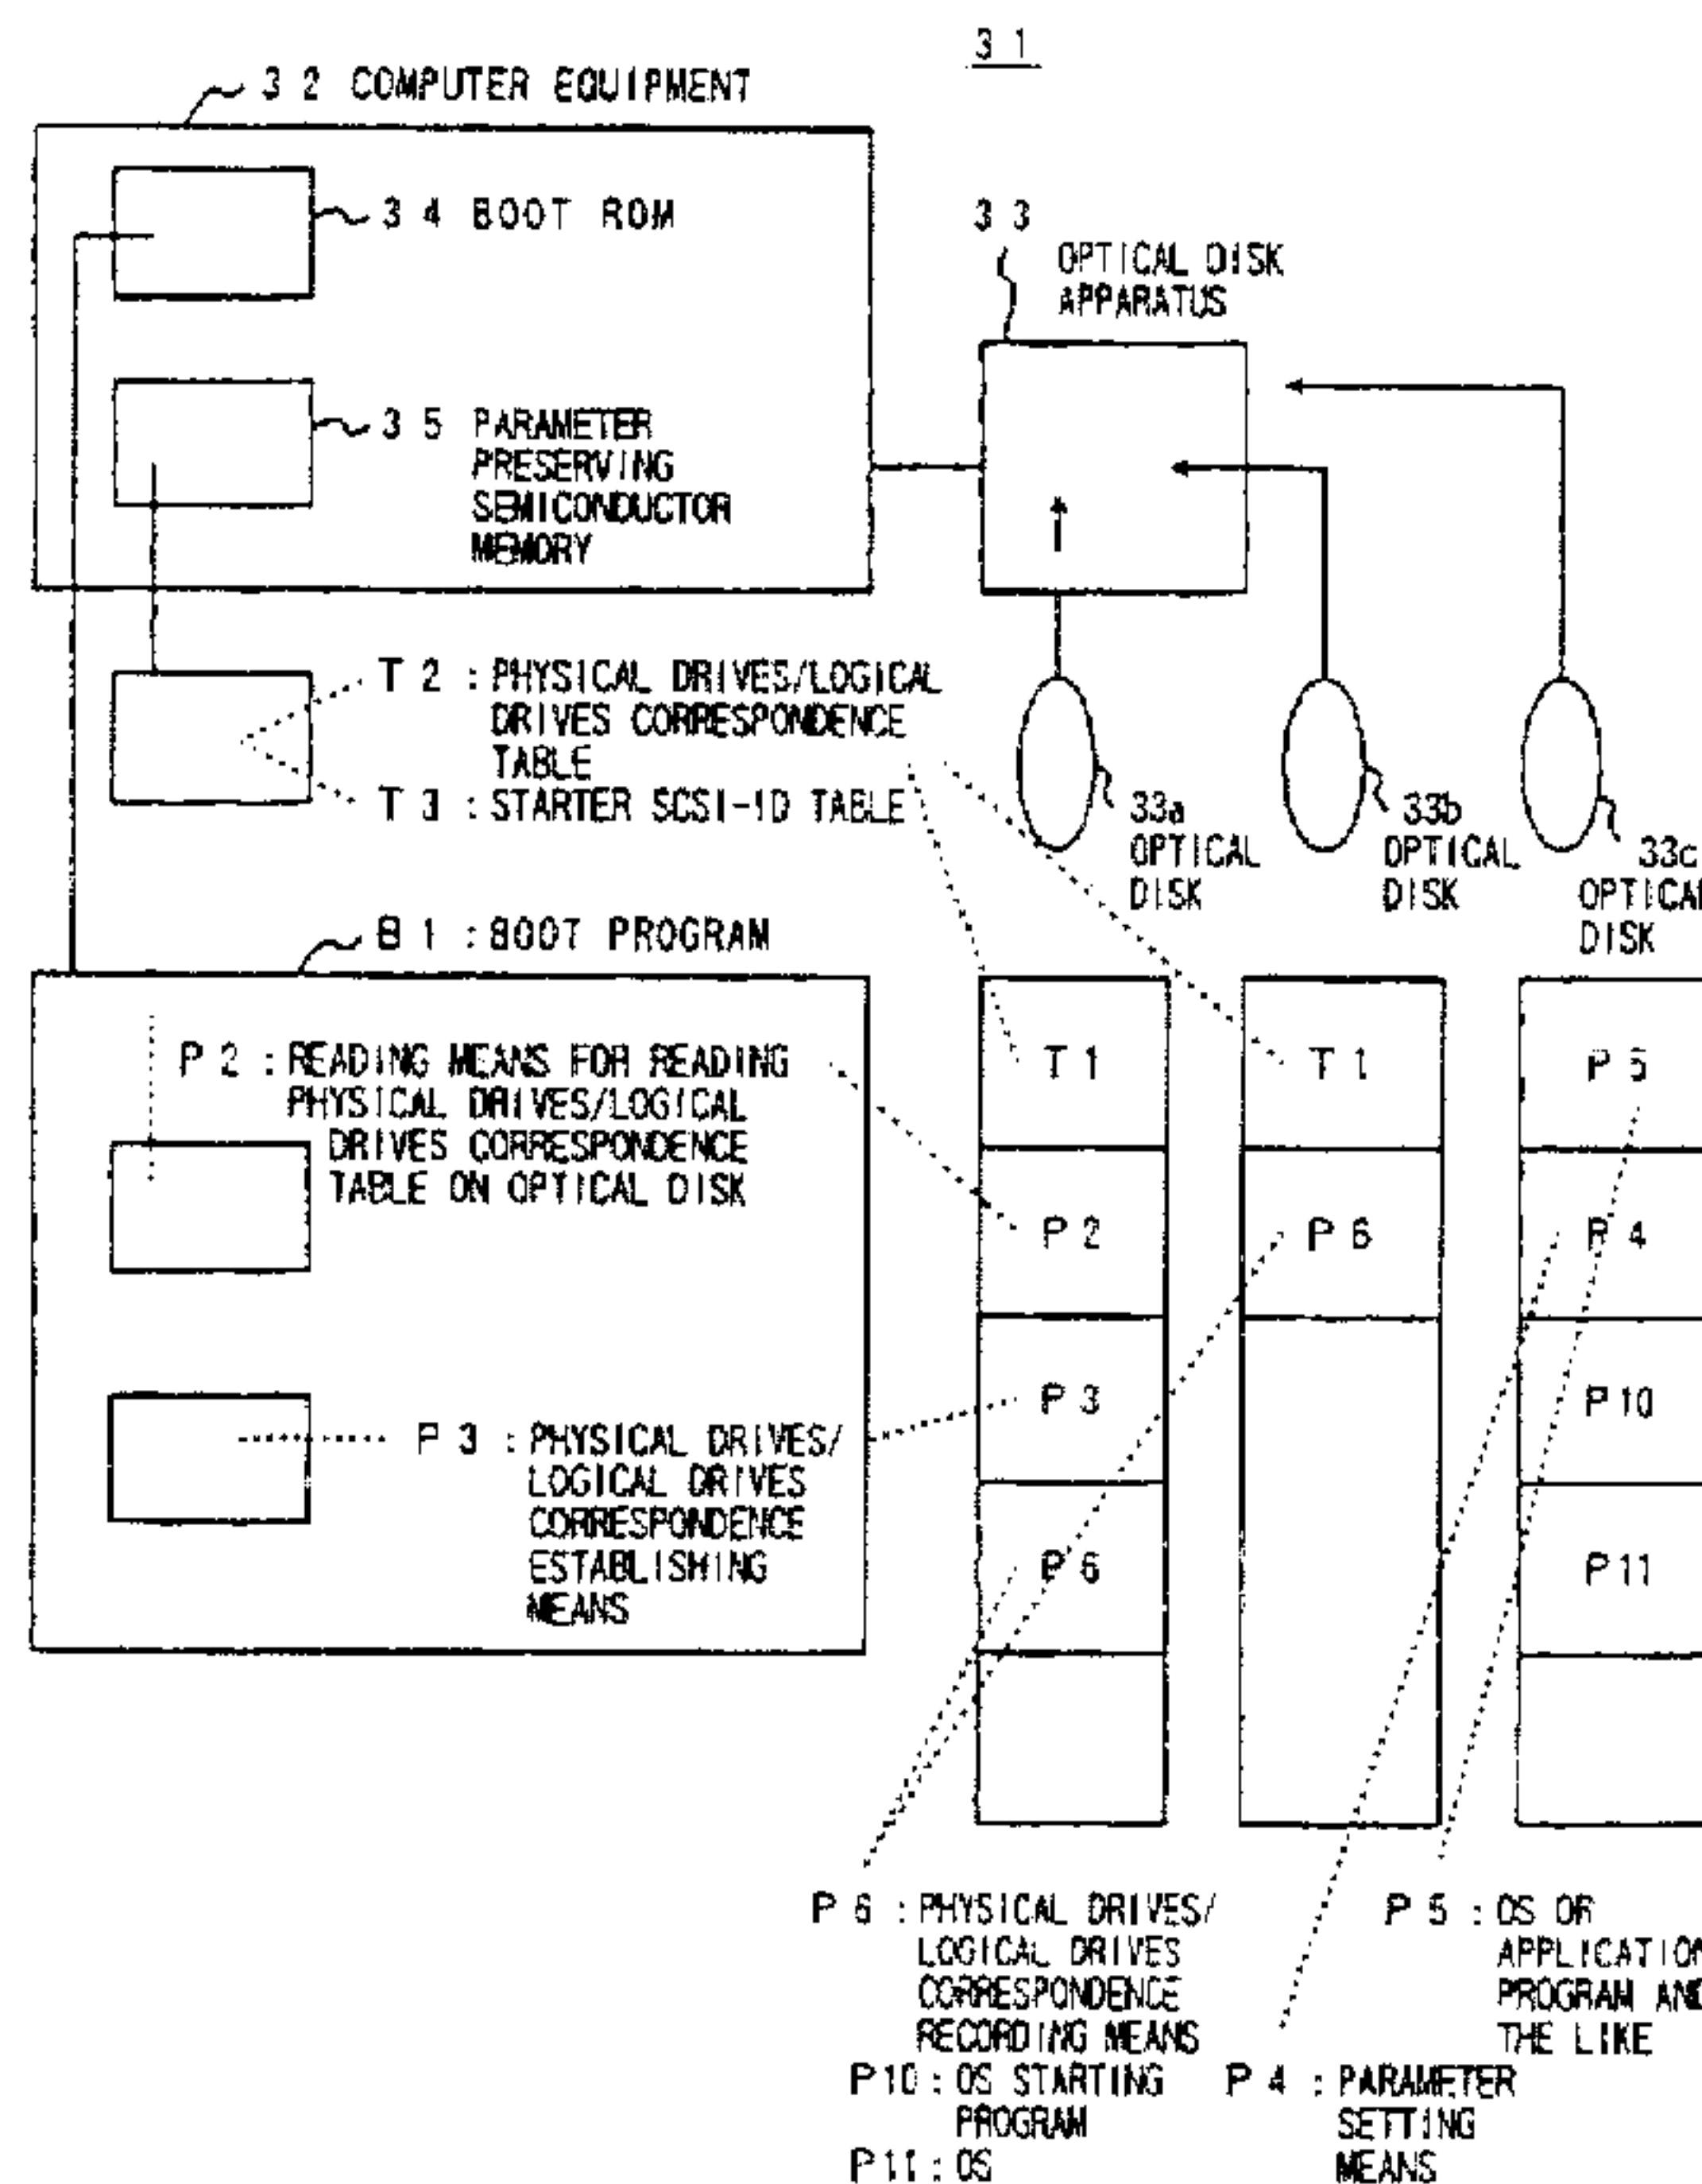 31
32 COMPUTER EQUIPMENT
34 BOOT ROM
35 PARAMETER
PRESERVING
SEMICONDUCTOR
MEMORY
33
OPTICAL DISK
APPARATUS
T2 : PHYSICAL DRIVES/LOGICAL
DRIVES CORRESPONDENCE
TABLE
T3 : STARTER SCSI-ID TABLE
33a
OPTICAL
DISK
33b
OPTICAL
DISK
33c
OPTICAL
DISK
B1 : BOOT PROGRAM
P2 : READING MEANS FOR READING
PHYSICAL DRIVES/LOGICAL
DRIVES CORRESPONDENCE
TABLE ON OPTICAL DISK
P3 : PHYSICAL DRIVES/
LOGICAL DRIVES
CORRESPONDENCE
ESTABLISHING
MEANS
T1
P2
P3
P6
T1
P6
P5
P4
P10
P11
P6 : PHYSICAL DRIVES/
LOGICAL DRIVES
CORRESPONDENCE
RECORDING MEANS
P10 : OS STARTING
PROGRAM
P11 : OS
P5 : OS OR
APPLICATION
PROGRAM AND
THE LIKE
P4 : PARAMETER
SETTING
MEANS